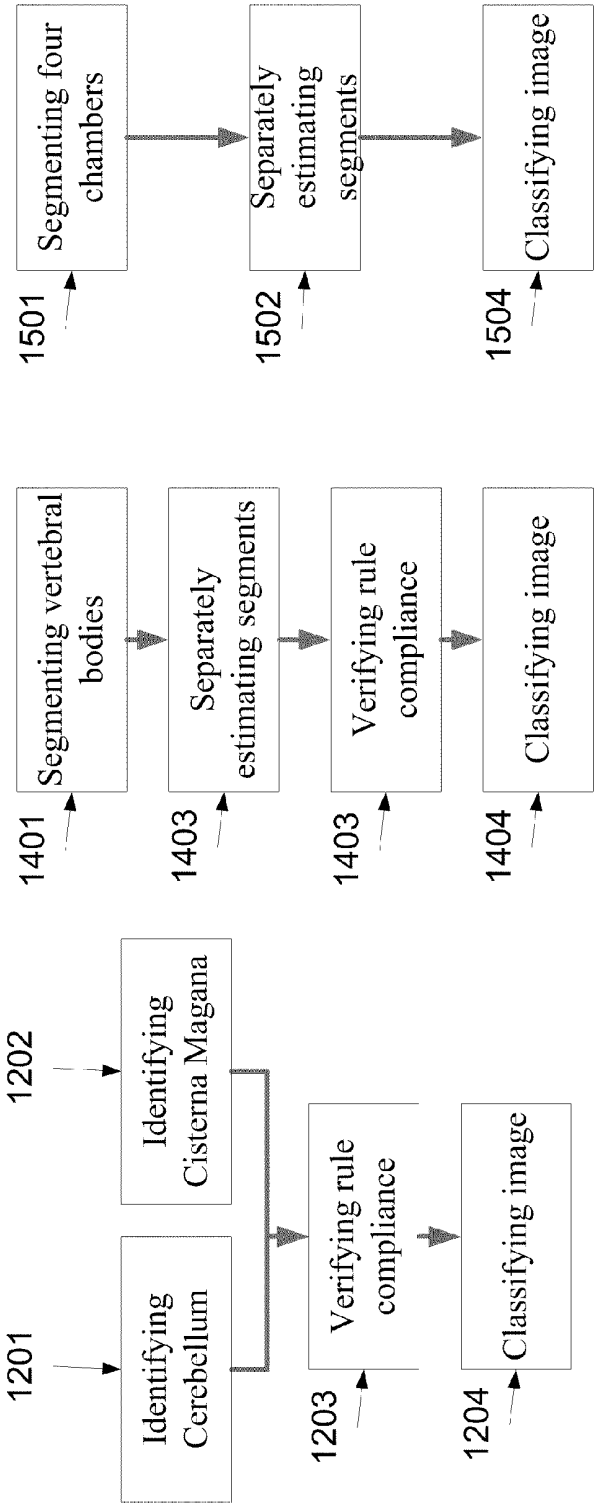 1201
1202
Identifying
Cerebellum
Identifying
Cisterna Magana
1203
Verifying rule
compliance
1204
Classifying image
1401
Segmenting vertebral
bodies
1403
Separately
estimating segments
1403
Verifying rule
compliance
1404
Classifying image
1501
Segmenting four
chambers
1502
Separately
estimating
segments
1504
Classifying image